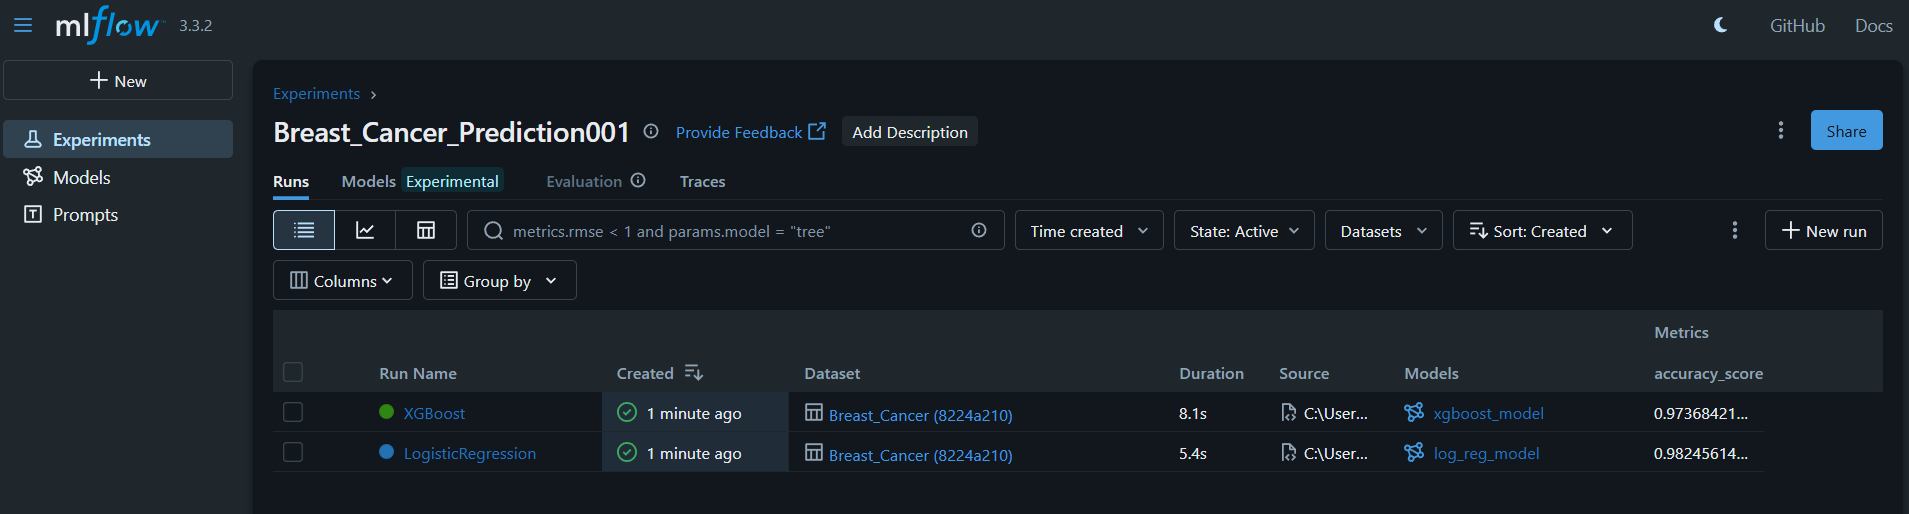 mlflow 3.3.2 GitHub Docs
New
Experiments
Models
Prompts
Experiments
Breast_Cancer_Prediction001 Provide Feedback Add Description Share
Runs Models Experimental Evaluation Traces
metrics.rmse < 1 and params.model = "tree" Time created State: Active Datasets Sort: Created New run
Columns Group by
Metrics
Run Name Created Dataset Duration Source Models accuracy_score
XGBoost 1 minute ago Breast_Cancer (8224a210) 8.1s C:\User... xgboost_model 0.97368421...
LogisticRegression 1 minute ago Breast_Cancer (8224a210) 5.4s C:\User... log_reg_model 0.98245614...